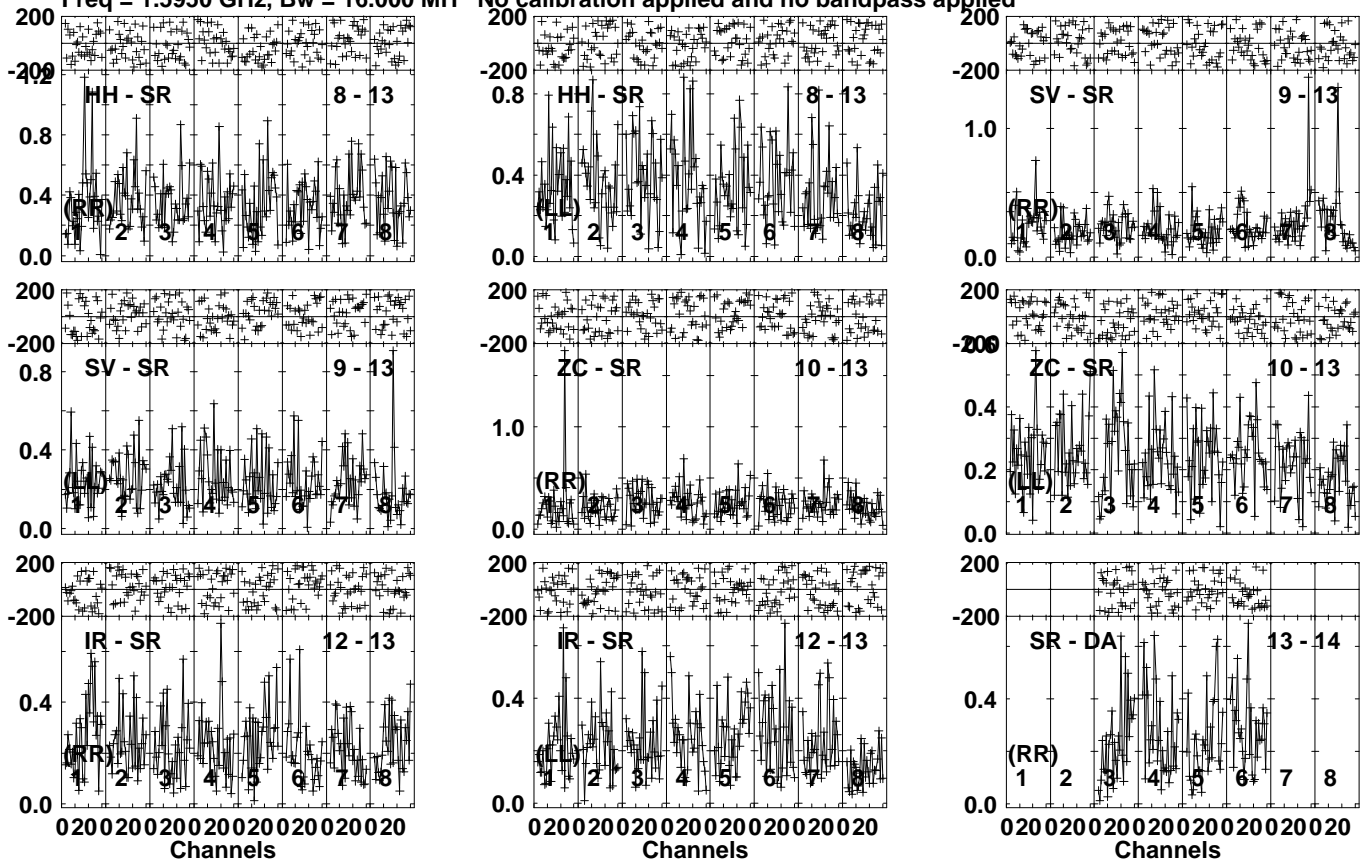 Freq = 1.5950 GHz, Bw = 16.000 MH No calibration applied and no bandpass applied
200 200 200
-200 -200 -200
1.2
HH - SR 8 - 13 HH - SR 8 - 13 SV - SR 9 - 13
0.8 0.8 1.0
0.4 0.4
(RR) (LL) (RR)
1 2 3 4 5 6 7 8 1 2 3 4 5 6 7 8 1 2 3 4 5 6 7 8
0.0 0.0 0.0
200 200 200
-200 -200 -200
0.6
SV - SR 9 - 13 ZC - SR 10 - 13 ZC - SR 10 - 13
0.8 1.0 0.4
0.4 0.2
(LL) (RR) (LL)
1 2 3 4 5 6 7 8 1 2 3 4 5 6 7 8 1 2 3 4 5 6 7 8
0.0 0.0 0.0
200 200 200
-200 -200 -200
IR - SR 12 - 13 IR - SR 12 - 13 SR - DA 13 - 14
0.4 0.4 0.4
(RR) (LL) (RR)
1 2 3 4 5 6 7 8 1 2 3 4 5 6 7 8 1 2 3 4 5 6 7 8
0.0 0.0 0.0
0 20 0 20 0 20 0 20 0 20 0 20 0 20 0 20 0 20 0 20 0 20 0 20 0 20 0 20 0 20 0 20 0 20 0 20 0 20 0 20 0 20 0 20 0 20 0 20
Channels Channels Channels